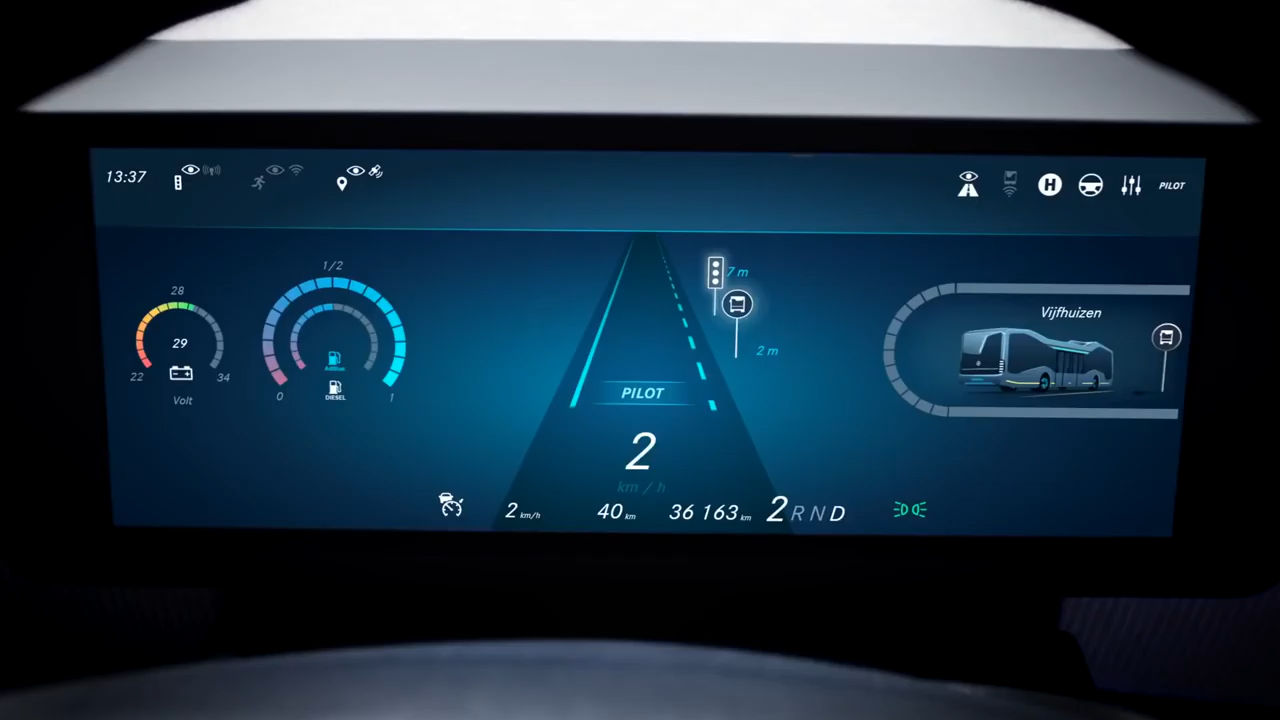 13:37
H
PILOT
1/2
28
29
22
34
Volt
AdBlue
DIESEL
0
1
7 m
2 m
PILOT
2
km / h
Vijfhuizen
2 km/h
40 km
36 163 km
2 R N D